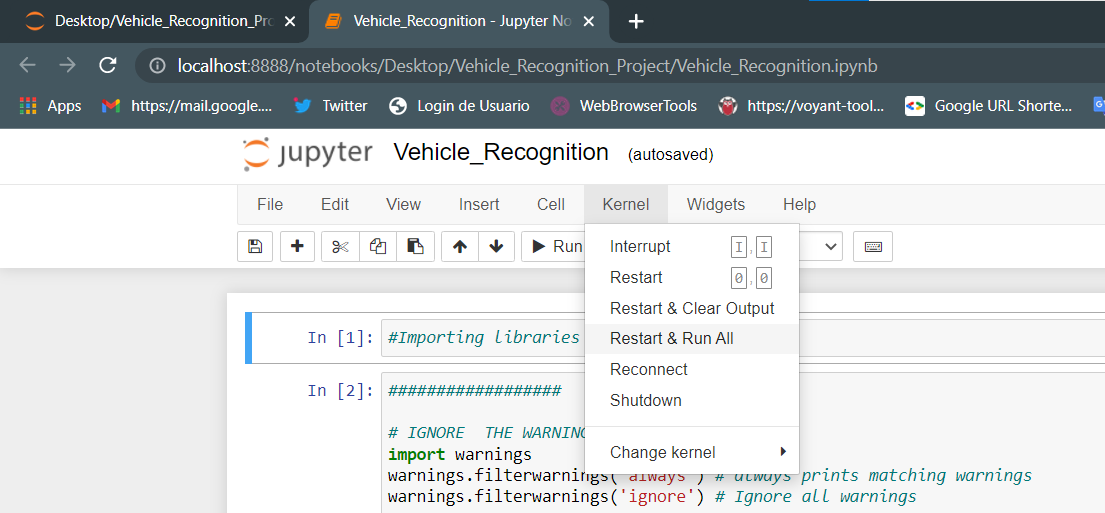 Desktop/Vehicle_Recognition_Pro
Vehicle_Recognition - Jupyter No
localhost:8888/notebooks/Desktop/Vehicle_Recognition_Project/Vehicle_Recognition.ipynb
Apps https://mail.google.... Twitter Login de Usuario WebBrowserTools https://voyant-tool... Google URL Shorte...
jupyter Vehicle_Recognition (autosaved)
File Edit View Insert Cell Kernel Widgets Help
Run
Interrupt I,I
Restart 0,0
Restart & Clear Output
Restart & Run All
Reconnect
Shutdown
Change kernel
In [1]: #Importing libraries
In [2]: ##################
# IGNORE  THE WARNING
import warnings
warnings.filterwarnings('always') # always prints matching warnings
warnings.filterwarnings('ignore') # Ignore all warnings